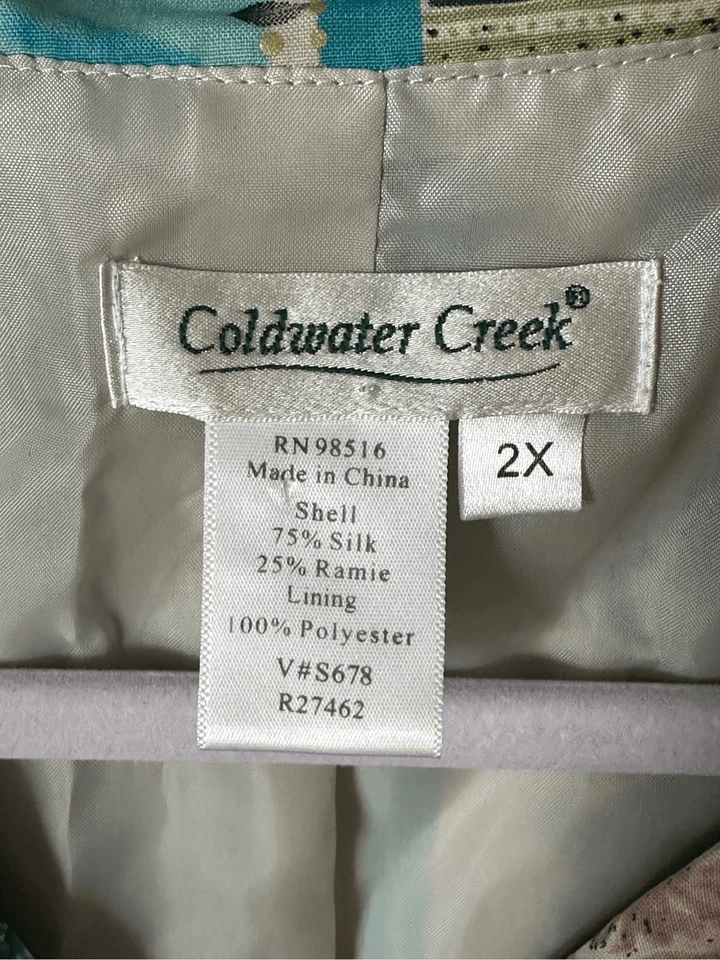 Coldwater Creek®
RN 98516
Made in China
Shell
75% Silk
25% Ramie
Lining
100% Polyester
V#S678
R27462
2X